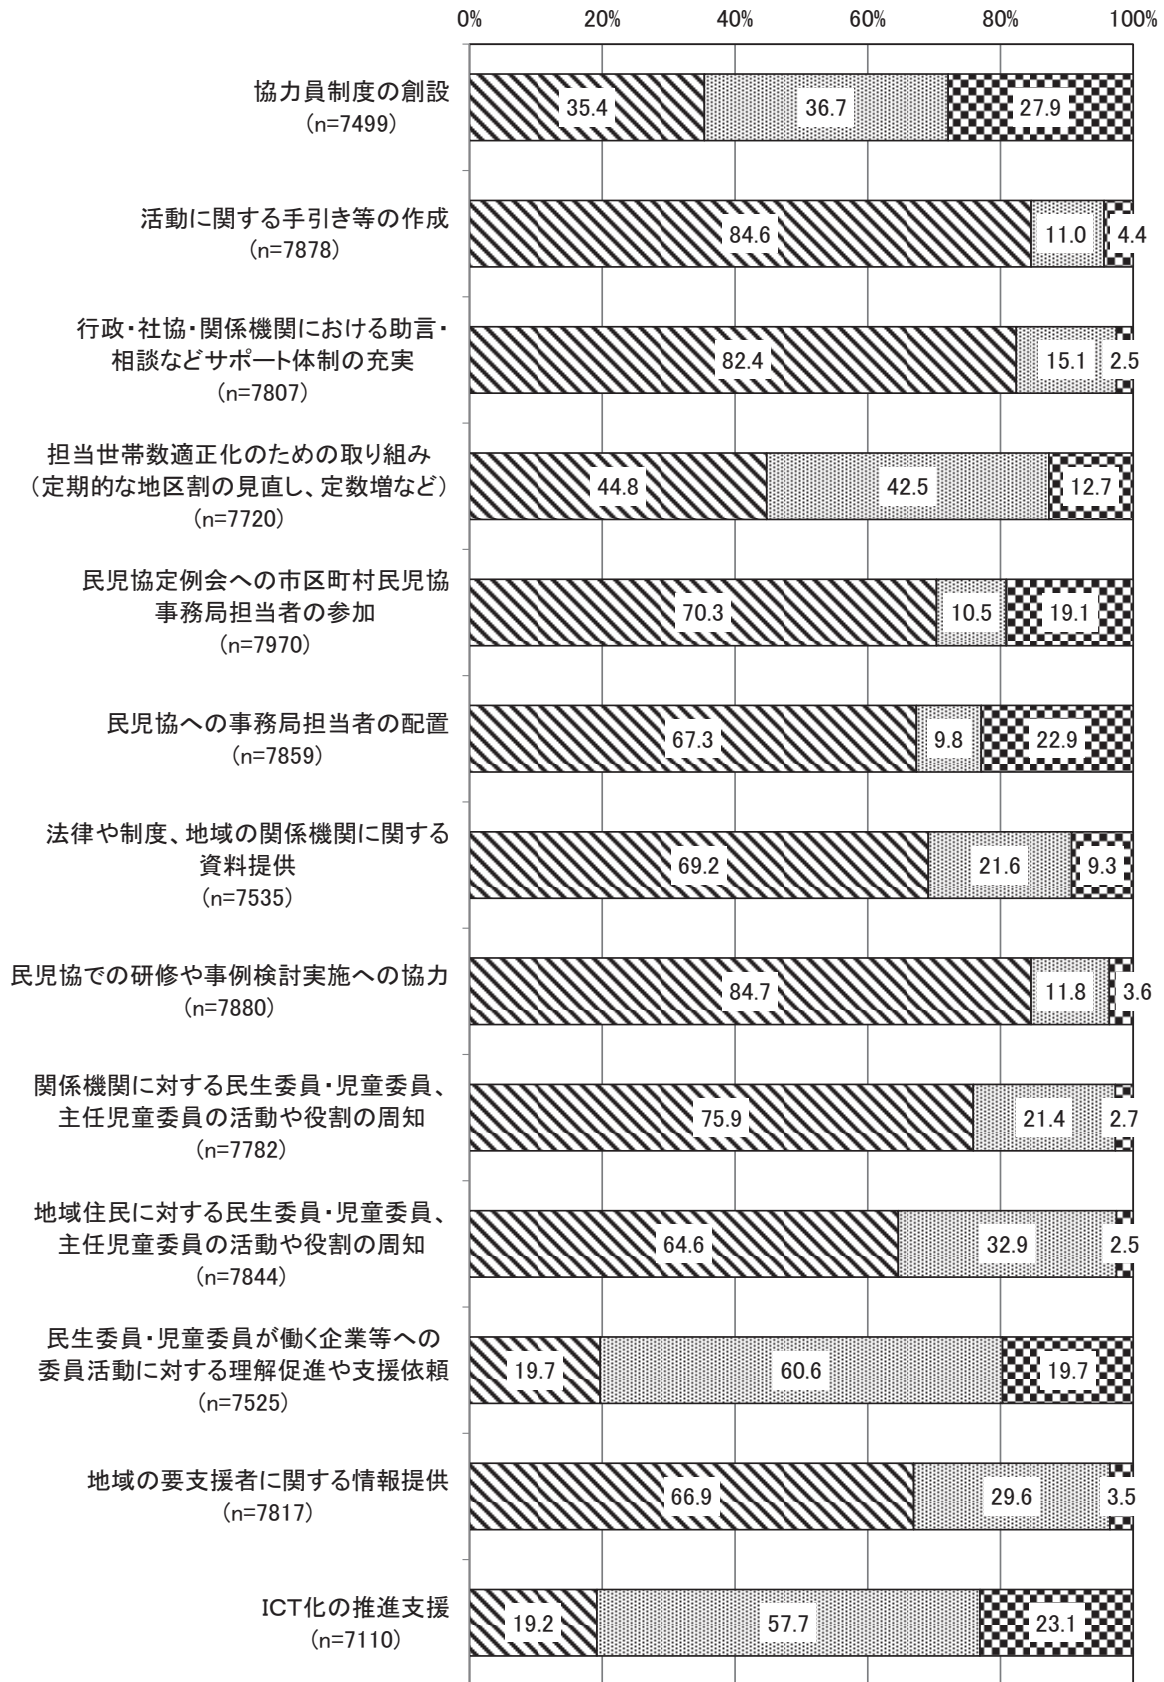 0% 20% 40% 60% 80% 100%
協力員制度の創設
(n=7499)
35.4 36.7 27.9
活動に関する手引き等の作成
(n=7878)
84.6 11.0 4.4
行政・社協・関係機関における助言・
相談などサポート体制の充実
(n=7807)
82.4 15.1 2.5
担当世帯数適正化のための取り組み
（定期的な地区割の見直し、定数増など）
(n=7720)
44.8 42.5 12.7
民児協定例会への市区町村民児協
事務局担当者の参加
(n=7970)
70.3 10.5 19.1
民児協への事務局担当者の配置
(n=7859)
67.3 9.8 22.9
法律や制度、地域の関係機関に関する
資料提供
(n=7535)
69.2 21.6 9.3
民児協での研修や事例検討実施への協力
(n=7880)
84.7 11.8 3.6
関係機関に対する民生委員・児童委員、
主任児童委員の活動や役割の周知
(n=7782)
75.9 21.4 2.7
地域住民に対する民生委員・児童委員、
主任児童委員の活動や役割の周知
(n=7844)
64.6 32.9 2.5
民生委員・児童委員が働く企業等への
委員活動に対する理解促進や支援依頼
(n=7525)
19.7 60.6 19.7
地域の要支援者に関する情報提供
(n=7817)
66.9 29.6 3.5
ＩＣＴ化の推進支援
(n=7110)
19.2 57.7 23.1